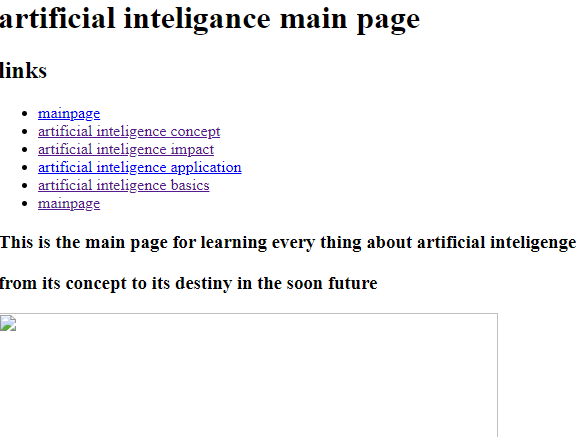 artificial inteligance main page
links
mainpage
artificial inteligence concept
artificial inteligence impact
artificial inteligence application
artificial inteligence basics
mainpage
This is the main page for learning every thing about artificial inteligenge
from its concept to its destiny in the soon future